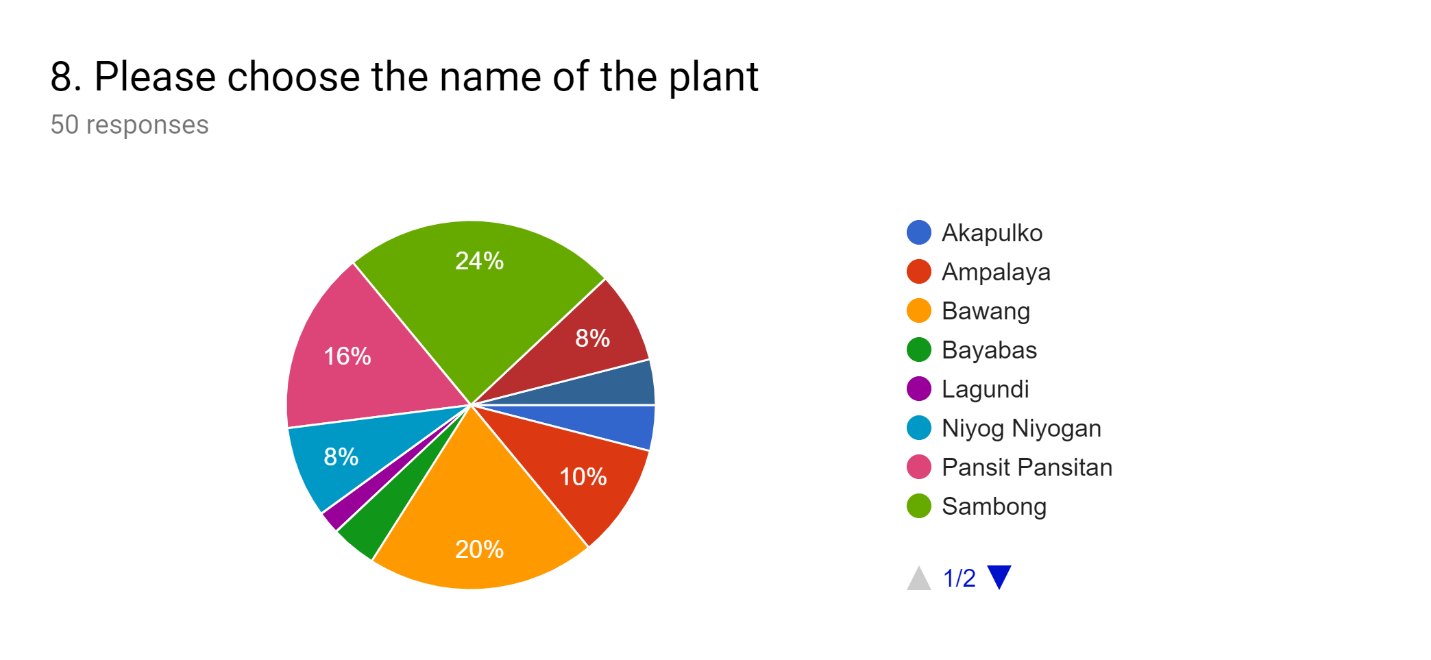 8. Please choose the name of the plant
50 responses
24%
8%
16%
8%
10%
20%
Akapulko
Ampalaya
Bawang
Bayabas
Lagundi
Niyog Niyogan
Pansit Pansitan
Sambong
1/2